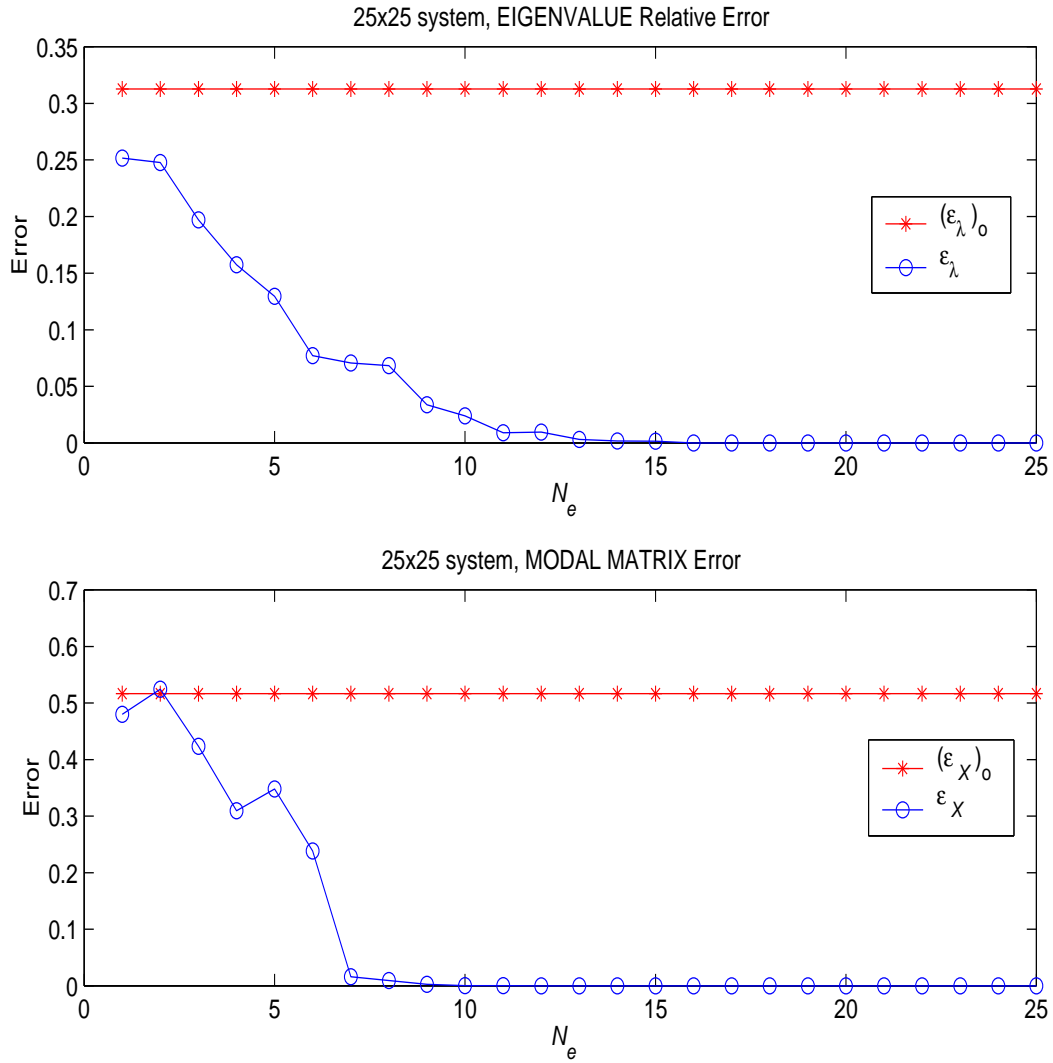 25x25 system, EIGENVALUE Relative Error
0.35
0.3
0.25
0.2
0.15
0.1
0.05
0
Error
(ε_λ)_o
ε_λ
0 5 10 15 20 25
N_e
25x25 system, MODAL MATRIX Error
0.7
0.6
0.5
0.4
0.3
0.2
0.1
0
Error
(ε_X)_o
ε_X
0 5 10 15 20 25
N_e